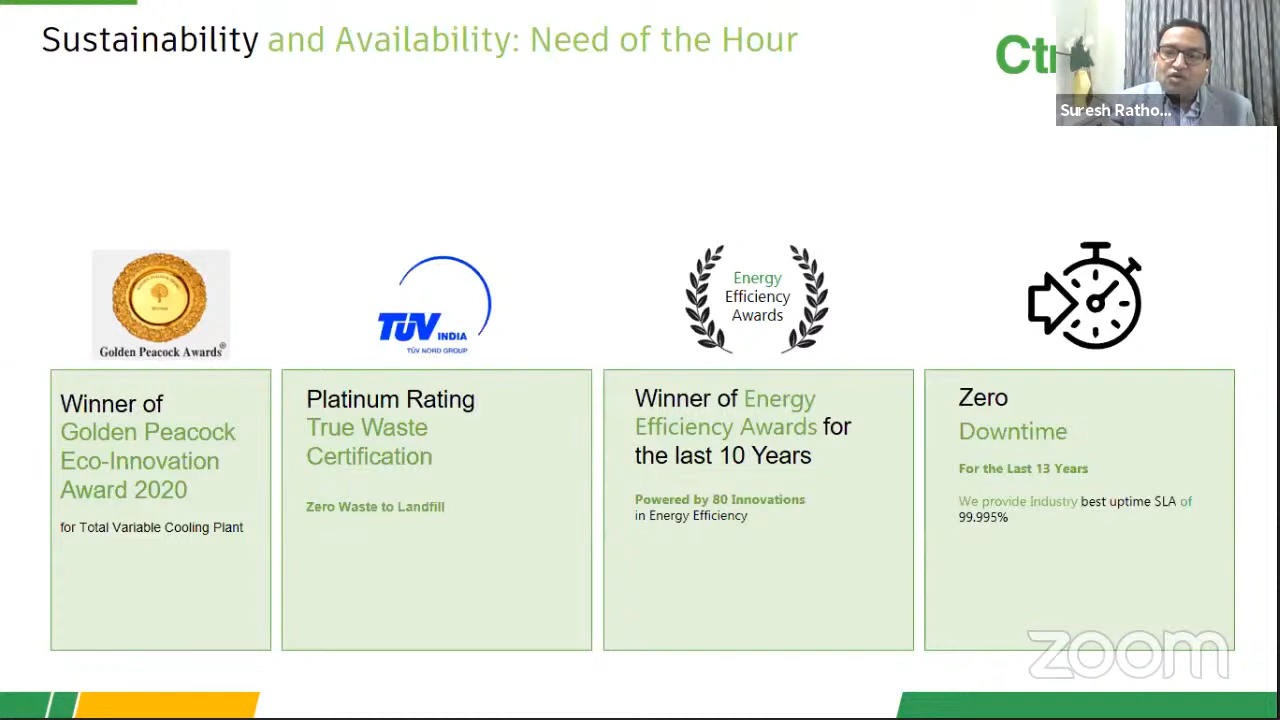 Sustainability and Availability: Need of the Hour
Suresh Ratho...
Golden Peacock Awards®
TÜV INDIA
TÜV NORD GROUP
Energy
Efficiency
Awards
Winner of
Golden Peacock
Eco-Innovation
Award 2020
for Total Variable Cooling Plant
Platinum Rating
True Waste
Certification
Zero Waste to Landfill
Winner of Energy
Efficiency Awards for
the last 10 Years
Powered by 80 Innovations
in Energy Efficiency
Zero
Downtime
For the Last 13 Years
We provide Industry best uptime SLA of
99.995%
zoom